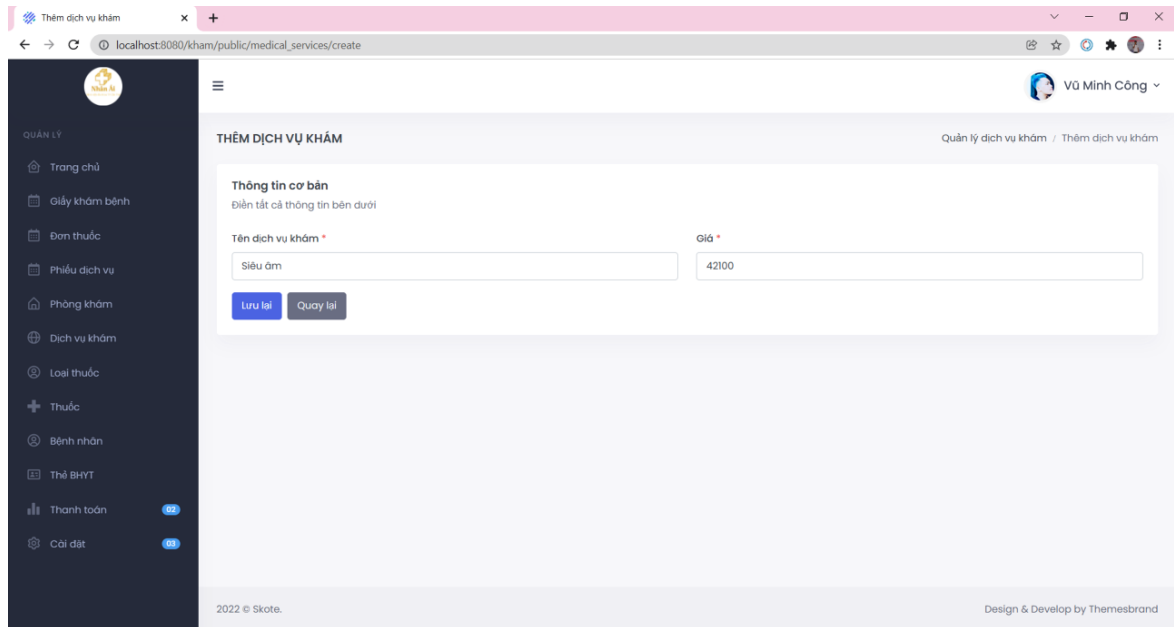 Thêm dịch vụ khám
localhost:8080/kham/public/medical_services/create
Nhân Ái
Vũ Minh Công
QUẢN LÝ
THÊM DỊCH VỤ KHÁM
Quản lý dịch vụ khám / Thêm dịch vụ khám
Trang chủ
Giấy khám bệnh
Đơn thuốc
Phiếu dịch vụ
Phòng khám
Dịch vụ khám
Loại thuốc
Thuốc
Bệnh nhân
Thẻ BHYT
Thanh toán 02
Cài đặt 03
Thông tin cơ bản
Điền tất cả thông tin bên dưới
Tên dịch vụ khám *
Giá *
Siêu âm
42100
Lưu lại
Quay lại
2022 © Skote.
Design & Develop by Themesbrand